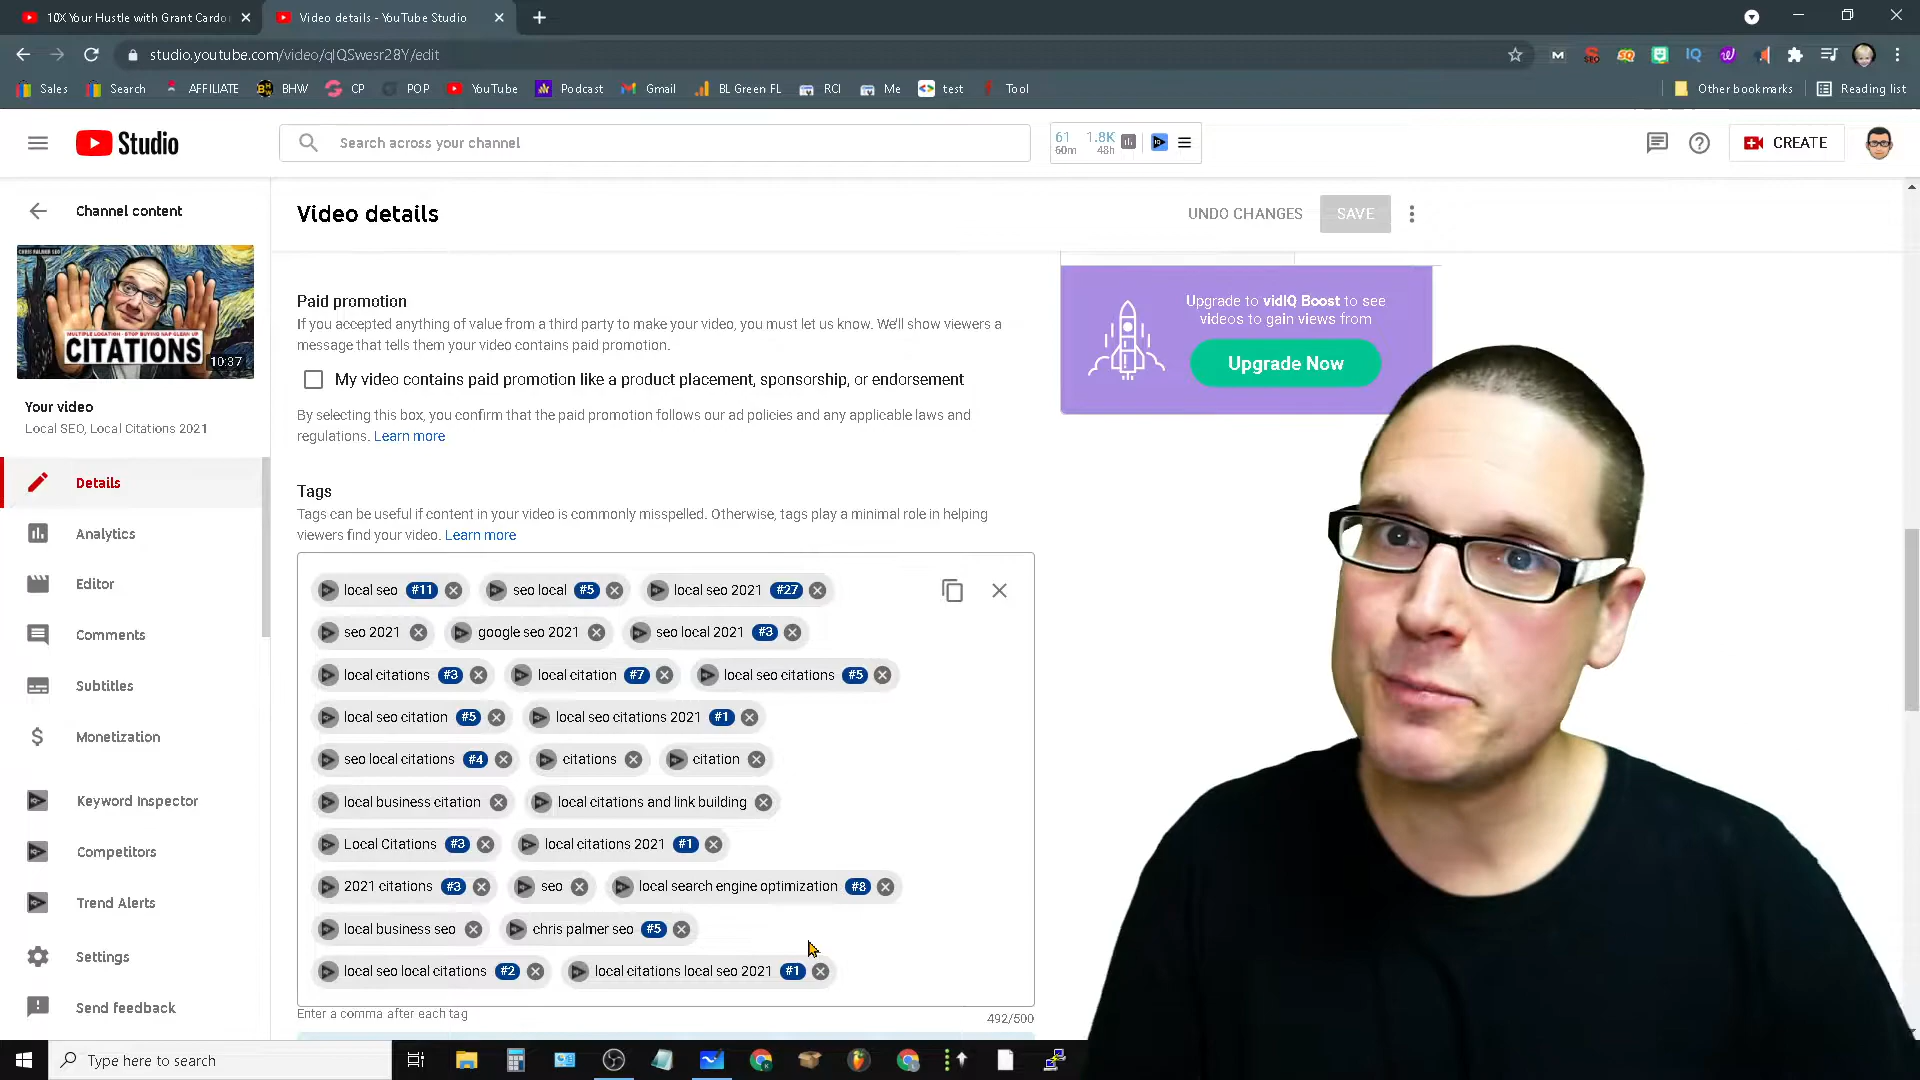 10X Your Hustle with Grant Cardo
Video details - YouTube Studio
studio.youtube.com/video/qIQSwesr28Y/edit
Sales
Search
AFFILIATE
BHW
CP
POP
YouTube
Podcast
Gmail
BL Green FL
RCI
Me
test
Tool
Other bookmarks
Reading list
Studio
Search across your channel
61 1.8K
60m 48h
CREATE
Channel content
Video details
UNDO CHANGES
SAVE
MULTIPLE LOCATION - STOP BUYING NAP CLEAN UP
CITATIONS
10:37
Your video
Local SEO, Local Citations 2021
Details
Analytics
Editor
Comments
Subtitles
Monetization
Keyword Inspector
Competitors
Trend Alerts
Settings
Send feedback
Paid promotion
If you accepted anything of value from a third party to make your video, you must let us know. We'll show viewers a
message that tells them your video contains paid promotion.
My video contains paid promotion like a product placement, sponsorship, or endorsement
By selecting this box, you confirm that the paid promotion follows our ad policies and any applicable laws and
regulations. Learn more
Tags
Tags can be useful if content in your video is commonly misspelled. Otherwise, tags play a minimal role in helping
viewers find your video. Learn more
local seo #11 seo local #5 local seo 2021 #27
seo 2021 google seo 2021 seo local 2021 #3
local citations #3 local citation #7 local seo citations #5
local seo citation #5 local seo citations 2021 #1
seo local citations #4 citations citation
local business citation local citations and link building
Local Citations #3 local citations 2021 #1
2021 citations #3 seo local search engine optimization #8
local business seo chris palmer seo #5
local seo local citations #2 local citations local seo 2021 #1
Enter a comma after each tag
492/500
Upgrade to vidIQ Boost to see
videos to gain views from
Upgrade Now
Type here to search